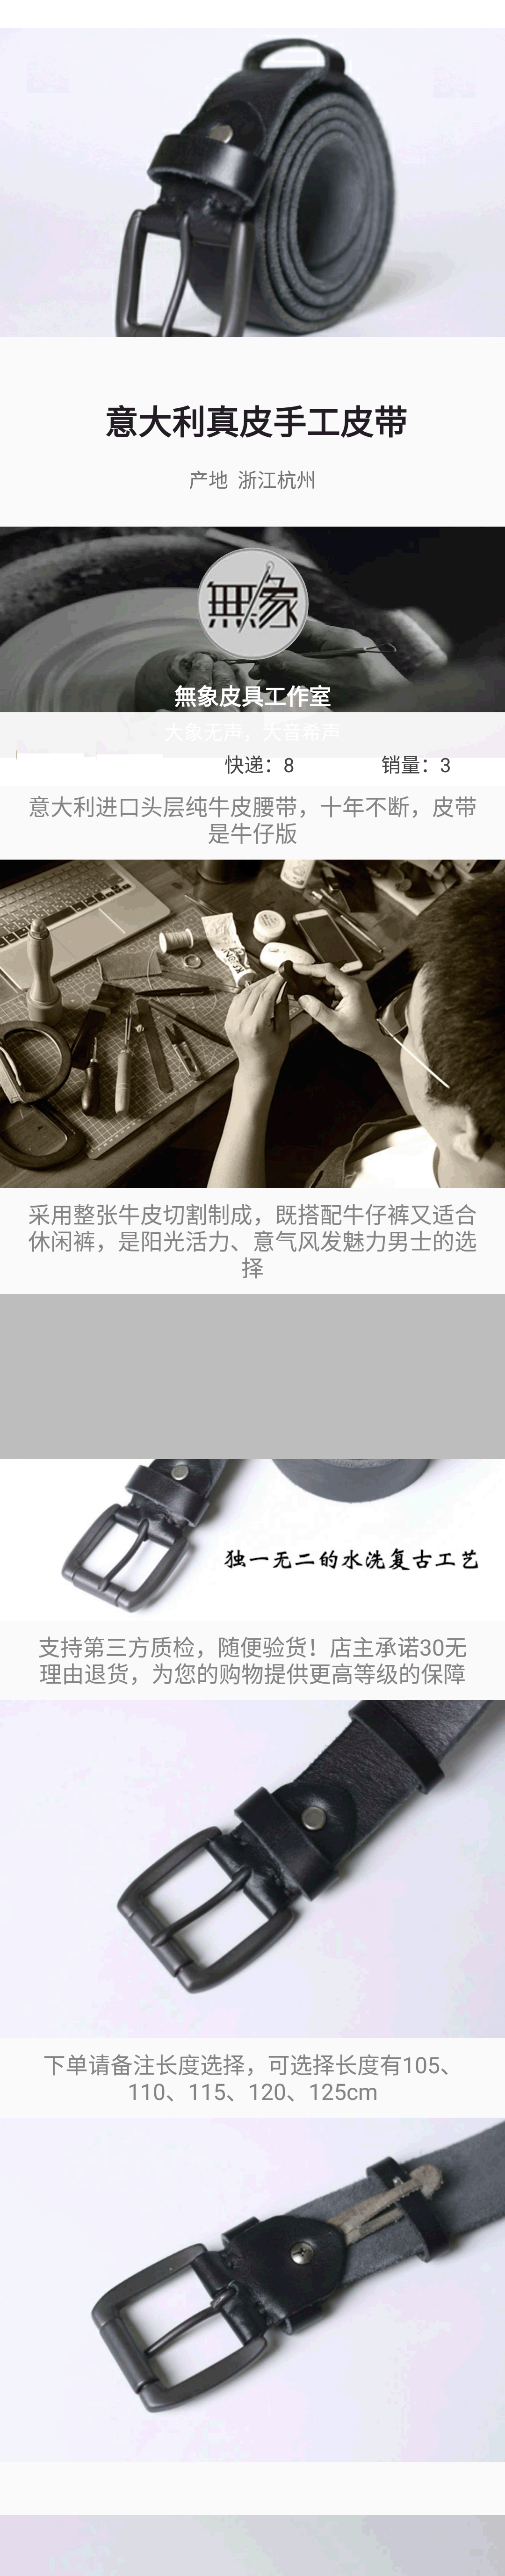 意大利真皮手工皮带
产地 浙江杭州
無象
無象皮具工作室
大象无声，大音希声
快递：8 销量：3
意大利进口头层纯牛皮腰带，十年不断，皮带
是牛仔版
采用整张牛皮切割制成，既搭配牛仔裤又适合
休闲裤，是阳光活力、意气风发魅力男士的选
择
独一无二的水洗复古工艺
支持第三方质检，随便验货！店主承诺30无
理由退货，为您的购物提供更高等级的保障
下单请备注长度选择，可选择长度有105、
110、115、120、125cm